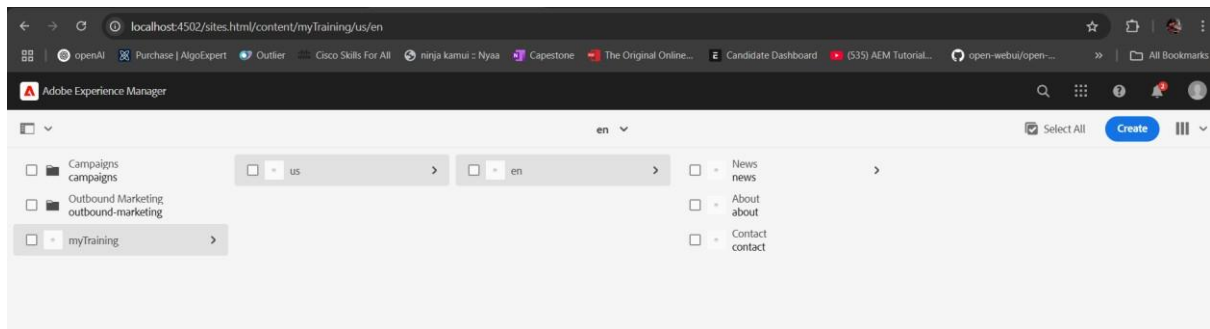 localhost:4502/sites.html/content/myTraining/us/en
openAI Purchase | AlgoExpert Outlier Cisco Skills For All ninja kamui :: Nyaa Capestone The Original Online... Candidate Dashboard (535) AEM Tutorial... open-webui/open-... » All Bookmarks
Adobe Experience Manager
en Select All Create
Campaigns
campaigns
Outbound Marketing
outbound-marketing
myTraining
us
en
News
news
About
about
Contact
contact